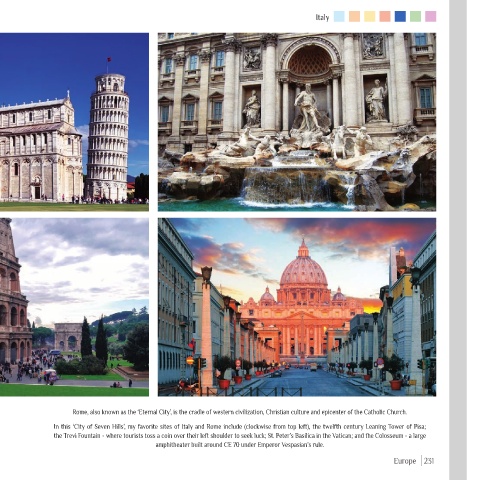 Italy
Rome, also known as the 'Eternal City', is the cradle of western civilization, Christian culture and epicenter of the Catholic Church.
In this 'City of Seven Hills', my favorite sites of Italy and Rome include (clockwise from top left), the twelfth century Leaning Tower of Pisa;
the Trevi Fountain - where tourists toss a coin over their left shoulder to seek luck; St. Peter's Basilica in the Vatican; and the Colosseum - a large
amphitheater built around CE 70 under Emperor Vespasian's rule.
Europe 231